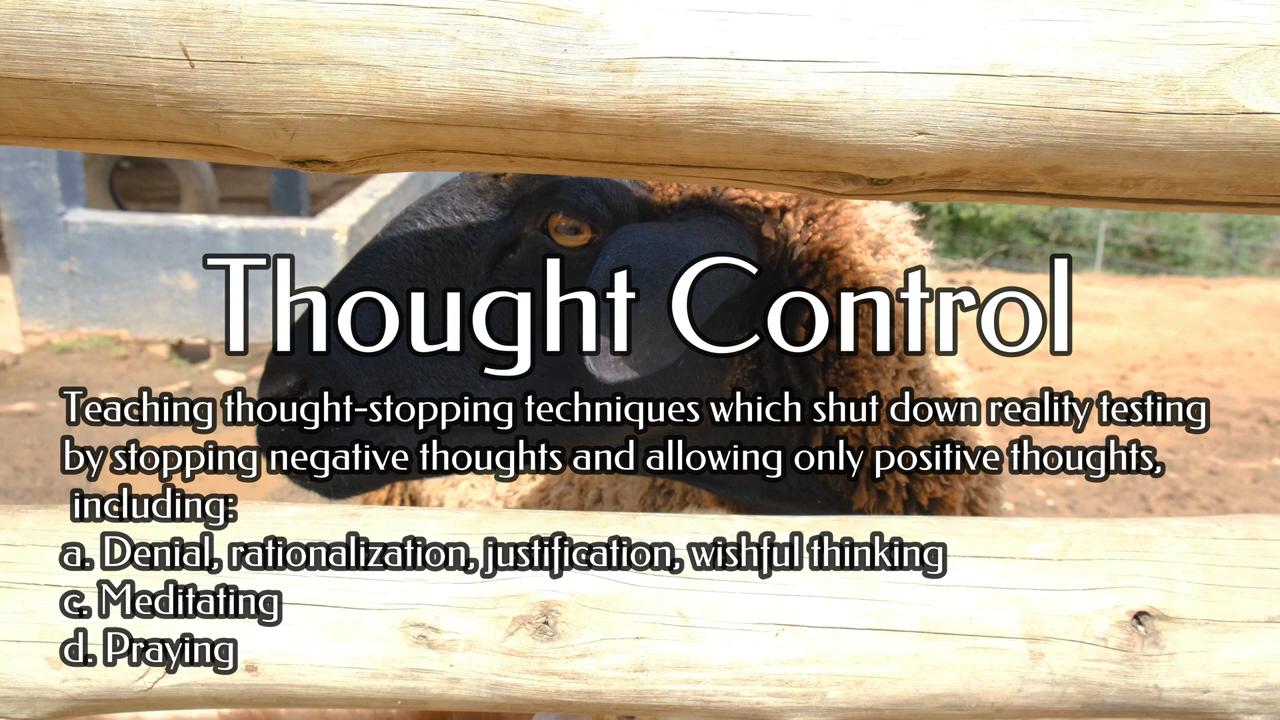 Thought Control
Teaching thought-stopping techniques which shut down reality testing
by stopping negative thoughts and allowing only positive thoughts,
including:
a. Denial, rationalization, justification, wishful thinking
c. Meditating
d. Praying